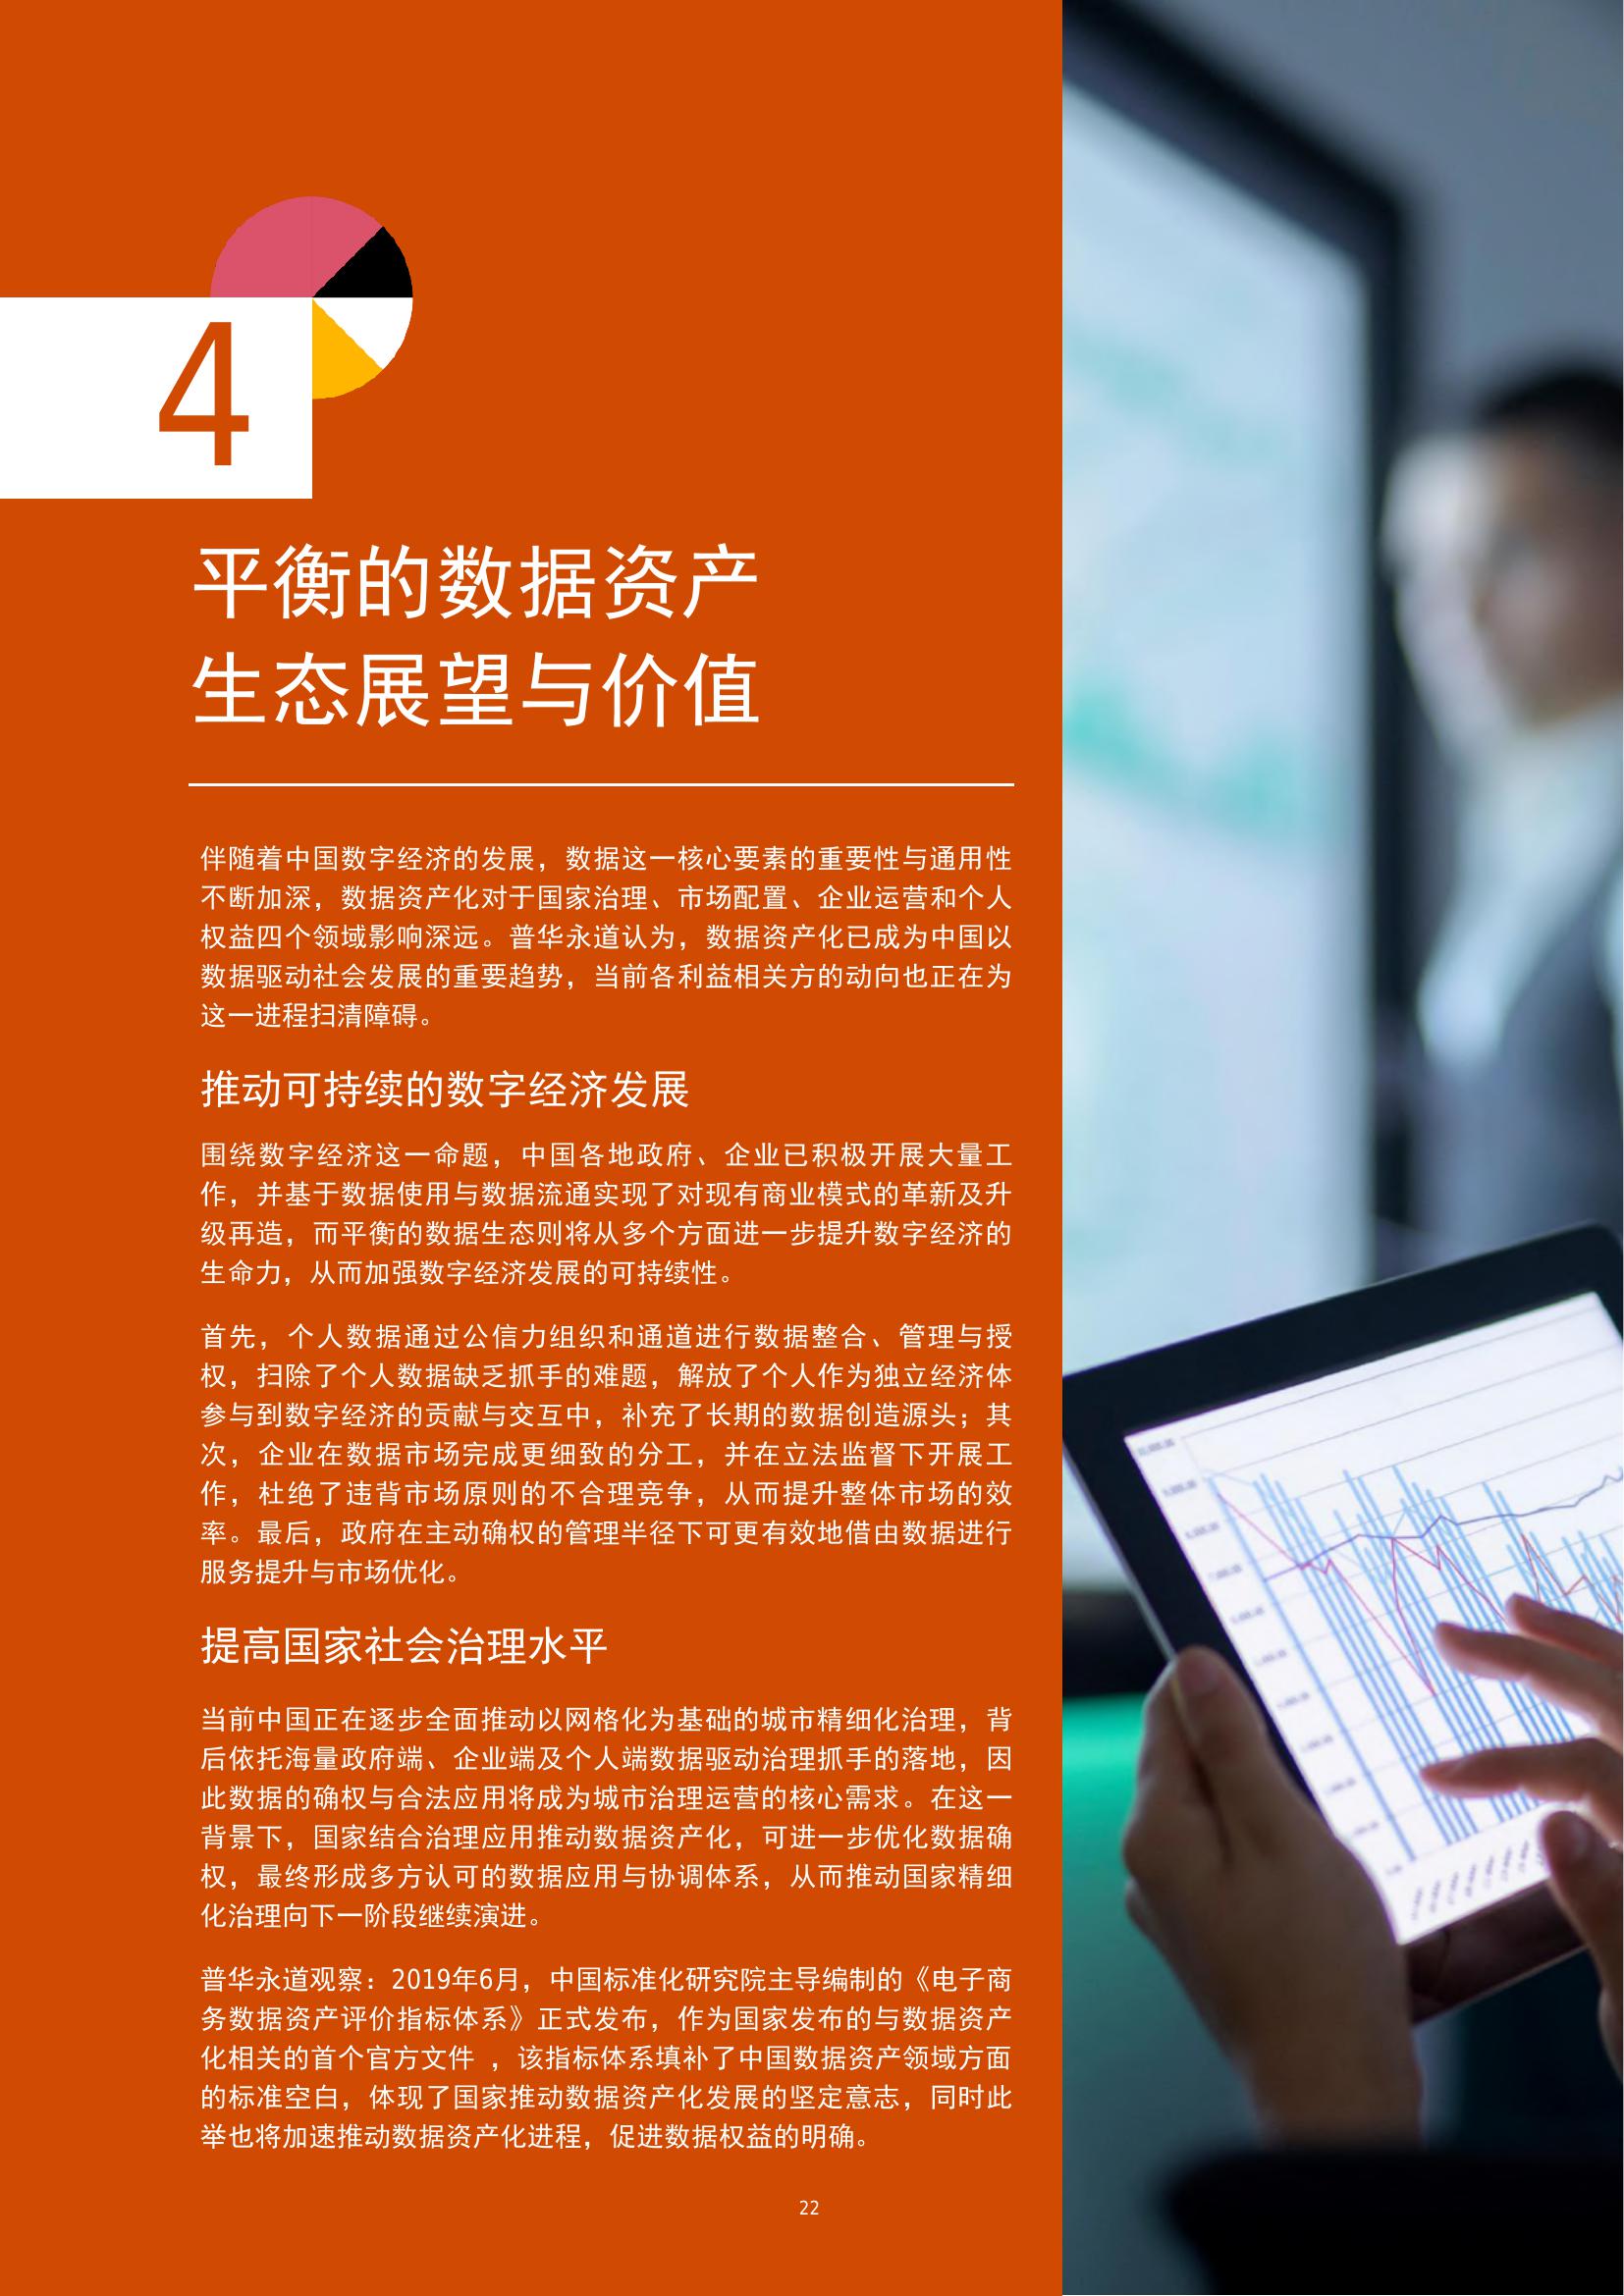 4
平衡的数据资产
生态展望与价值
伴随着中国数字经济的发展，数据这一核心要素的重要性与通用性
不断加深，数据资产化对于国家治理、市场配置、企业运营和个人
权益四个领域影响深远。普华永道认为，数据资产化已成为中国以
数据驱动社会发展的重要趋势，当前各利益相关方的动向也正在为
这一进程扫清障碍。
推动可持续的数字经济发展
围绕数字经济这一命题，中国各地政府、企业已积极开展大量工
作，并基于数据使用与数据流通实现了对现有商业模式的革新及升
级再造，而平衡的数据生态则将从多个方面进一步提升数字经济的
生命力，从而加强数字经济发展的可持续性。
首先，个人数据通过公信力组织和通道进行数据整合、管理与授
权，扫除了个人数据缺乏抓手的难题，解放了个人作为独立经济体
参与到数字经济的贡献与交互中，补充了长期的数据创造源头；其
次，企业在数据市场完成更细致的分工，并在立法监督下开展工
作，杜绝了违背市场原则的不合理竞争，从而提升整体市场的效
率。最后，政府在主动确权的管理半径下可更有效地借由数据进行
服务提升与市场优化。
提高国家社会治理水平
当前中国正在逐步全面推动以网格化为基础的城市精细化治理，背
后依托海量政府端、企业端及个人端数据驱动治理抓手的落地，因
此数据的确权与合法应用将成为城市治理运营的核心需求。在这一
背景下，国家结合治理应用推动数据资产化，可进一步优化数据确
权，最终形成多方认可的数据应用与协调体系，从而推动国家精细
化治理向下一阶段继续演进。
普华永道观察：2019年6月，中国标准化研究院主导编制的《电子商
务数据资产评价指标体系》正式发布，作为国家发布的与数据资产
化相关的首个官方文件 ，该指标体系填补了中国数据资产领域方面
的标准空白，体现了国家推动数据资产化发展的坚定意志，同时此
举也将加速推动数据资产化进程，促进数据权益的明确。
22